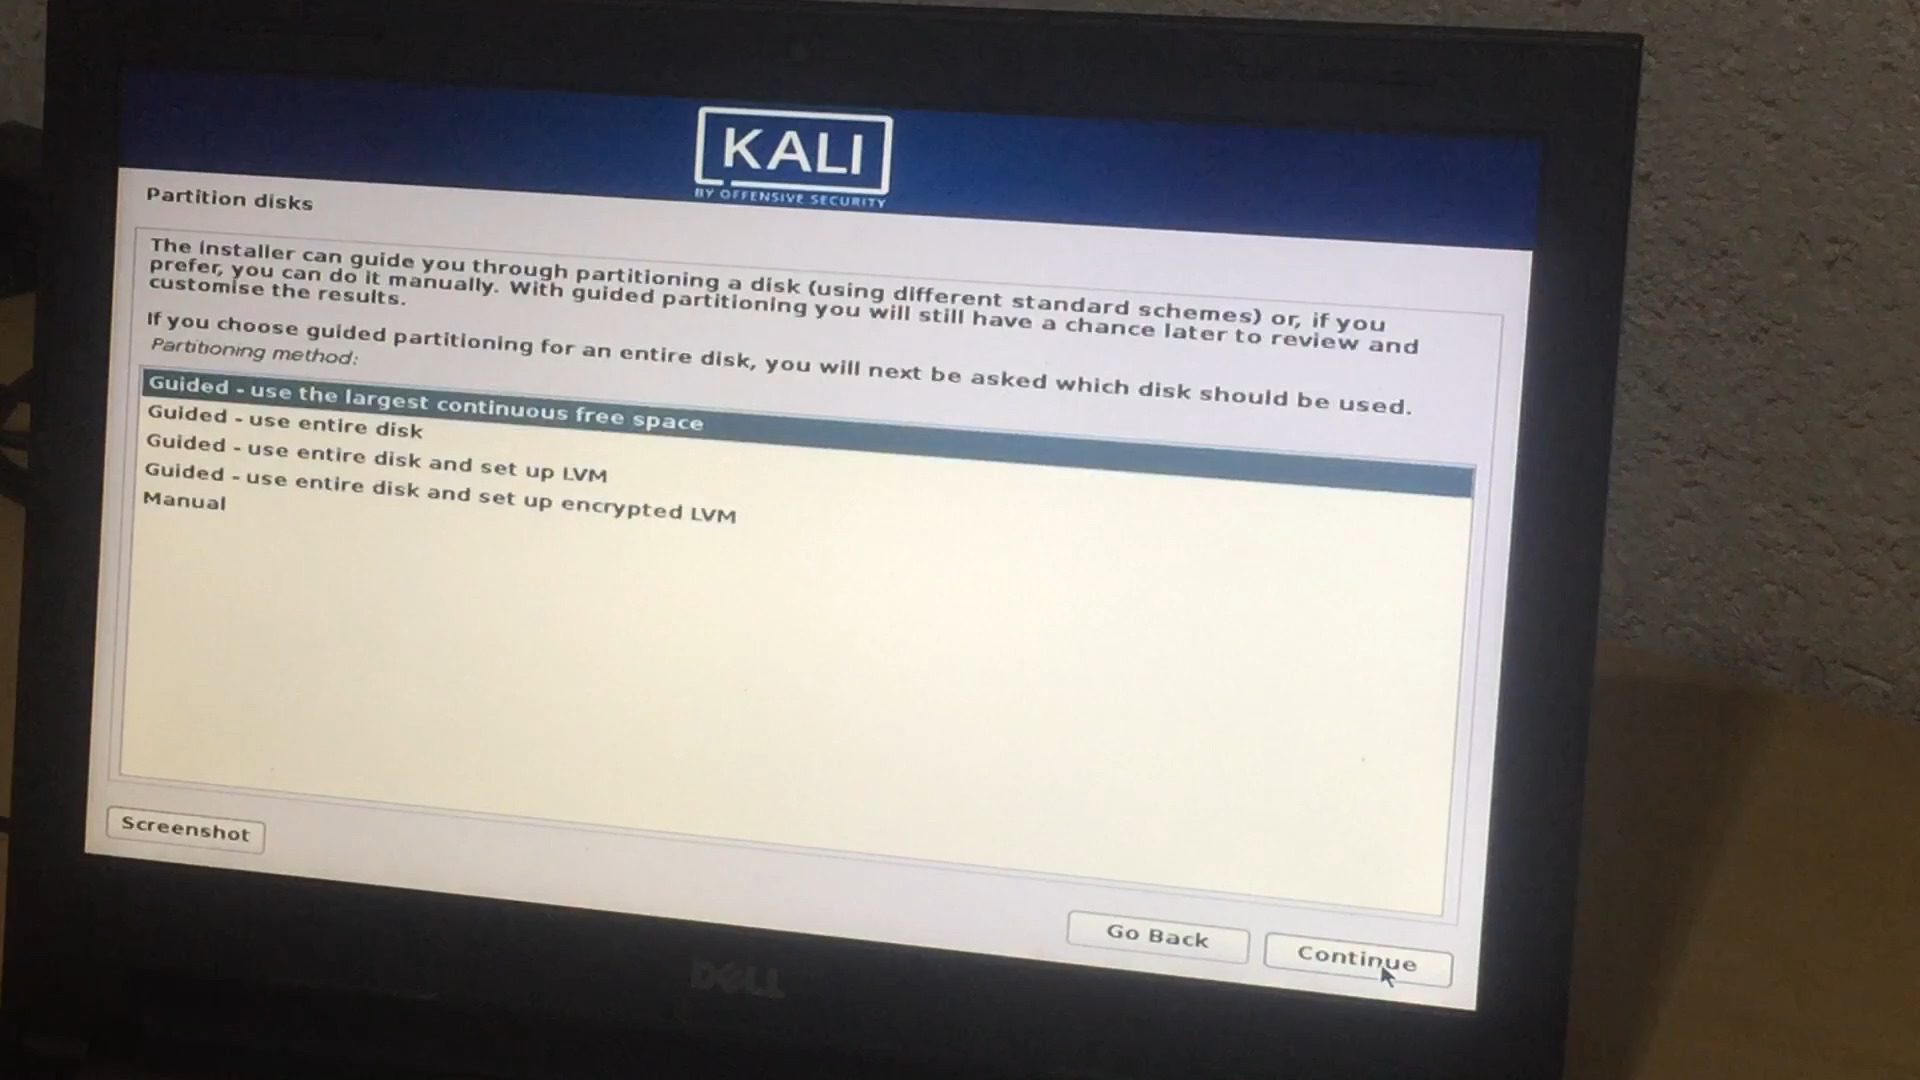 KALI
BY OFFENSIVE SECURITY
Partition disks
The installer can guide you through partitioning a disk (using different standard schemes) or, if you
prefer, you can do it manually. With guided partitioning you will still have a chance later to review and
customise the results.
If you choose guided partitioning for an entire disk, you will next be asked which disk should be used.
Partitioning method:
Guided - use the largest continuous free space
Guided - use entire disk
Guided - use entire disk and set up LVM
Guided - use entire disk and set up encrypted LVM
Manual
Screenshot
Go Back
Continue
DELL